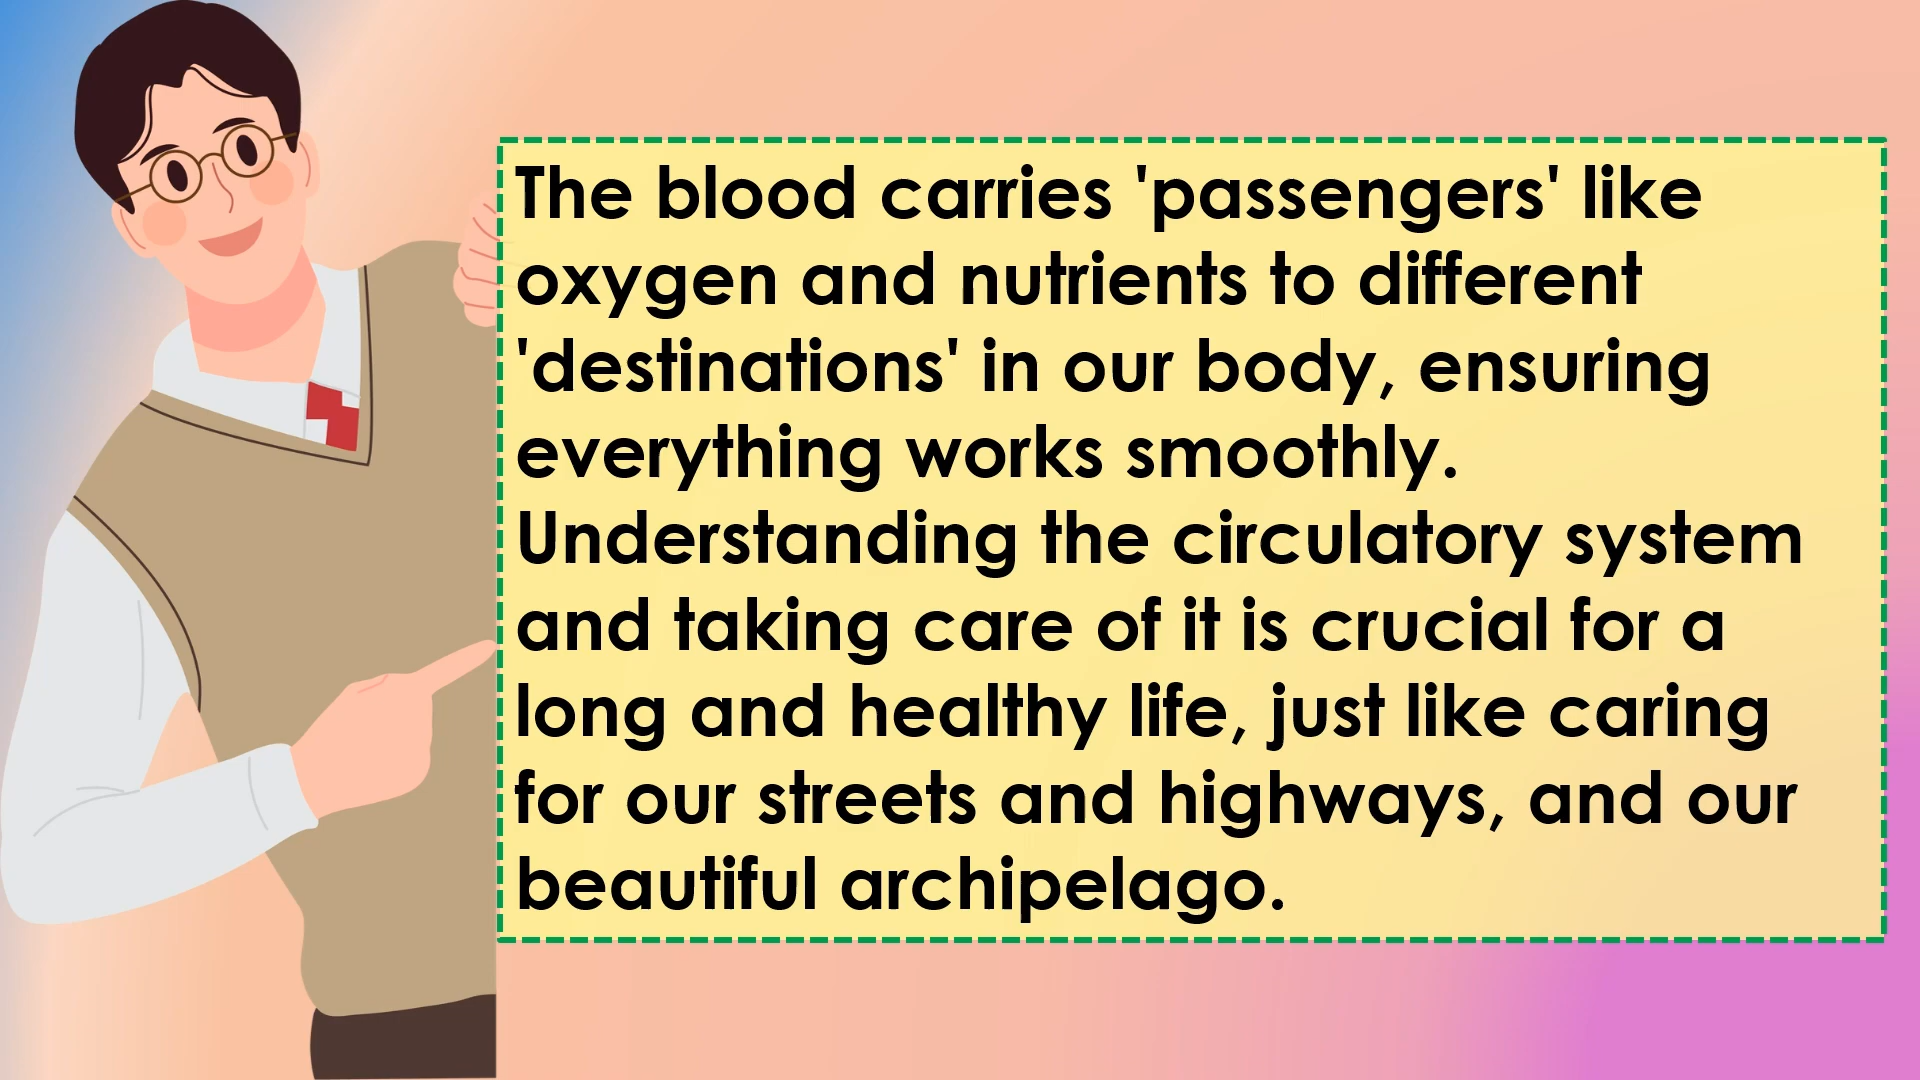 The blood carries 'passengers' like
oxygen and nutrients to different
'destinations' in our body, ensuring
everything works smoothly.
Understanding the circulatory system
and taking care of it is crucial for a
long and healthy life, just like caring
for our streets and highways, and our
beautiful archipelago.